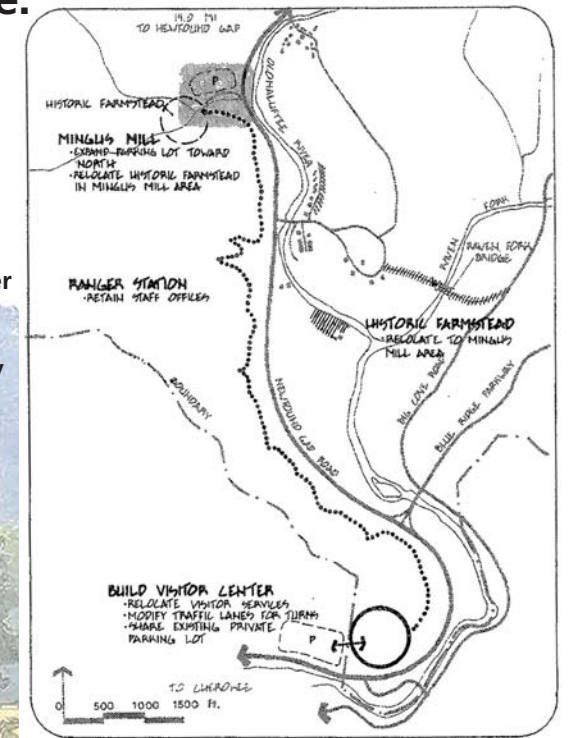 e.
19.0 MI
TO NEWFOUND GAP
P
OCONALUFTEE RIVER
HISTORIC FARMSTEAD
MINGUS MILL
• EXPAND PARKING LOT TOWARD
NORTH
• RELOCATE HISTORIC FARMSTEAD
IN MINGUS MILL AREA
RAVEN FORK
RAVEN FORK
BRIDGE
er
RANGER STATION
• RETAIN STAFF OFFICES
HISTORIC FARMSTEAD
• RELOCATE TO MINGUS
MILL AREA
y
BOUNDARY
NEWFOUND GAP ROAD
BIG COVE ROAD
BLUE RIDGE PARKWAY
BUILD VISITOR CENTER
• RELOCATE VISITOR SERVICES
• MODIFY TRAFFIC LANES FOR TURNS
• SHARE EXISTING PRIVATE
PARKING LOT
P
TO CHEROKEE
0 500 1000 1500 Ft.